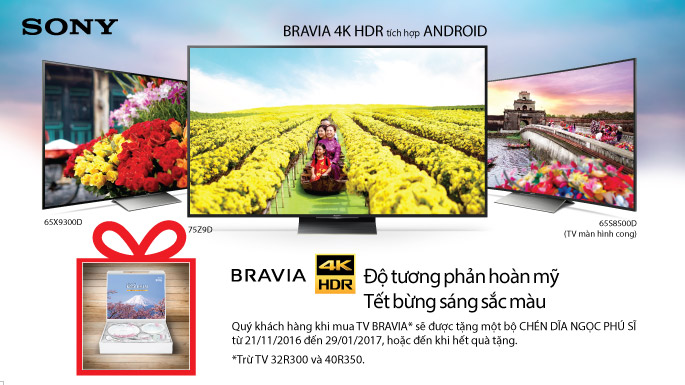 SONY
BRAVIA 4K HDR tích hợp ANDROID
65X9300D
75Z9D
65S8500D
(TV màn hình cong)
BRAVIA
4K
HDR
Độ tương phản hoàn mỹ
Tết bừng sáng sắc màu
Quý khách hàng khi mua TV BRAVIA* sẽ được tặng một bộ CHÉN DĨA NGỌC PHÚ SĨ
từ 21/11/2016 đến 29/01/2017, hoặc đến khi hết quà tặng.
*Trừ TV 32R300 và 40R350.